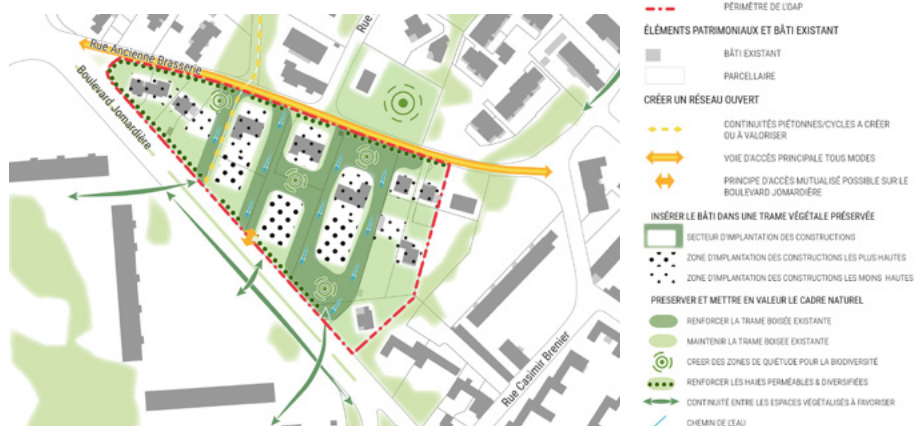 Rue Ancienne Brasserie
Boulevard Jomardière
Rue
Rue Casimir Brenier
PÉRIMÈTRE DE L'OAP
ÉLÉMENTS PATRIMONIAUX ET BÂTI EXISTANT
BÂTI EXISTANT
PARCELLAIRE
CRÉER UN RÉSEAU OUVERT
CONTINUITÉS PIÉTONNES/CYCLES A CRÉER
OU À VALORISER
VOIE D'ACCÈS PRINCIPALE TOUS MODES
PRINCIPE D'ACCÈS MUTUALISÉ POSSIBLE SUR LE
BOULEVARD JOMARDIÈRE
INSÉRER LE BÂTI DANS UNE TRAME VÉGÉTALE PRÉSERVÉE
SECTEUR D'IMPLANTATION DES CONSTRUCTIONS
ZONE D'IMPLANTATION DES CONSTRUCTIONS LES PLUS HAUTES
ZONE D'IMPLANTATION DES CONSTRUCTIONS LES MOINS HAUTES
PRESERVER ET METTRE EN VALEUR LE CADRE NATUREL
RENFORCER LA TRAME BOISÉE EXISTANTE
MAINTENIR LA TRAME BOISEE EXISTANTE
CREER DES ZONES DE QUIÉTUDE POUR LA BIODIVERSITÉ
RENFORCER LES HAIES PERMÉABLES & DIVERSIFIÉES
CONTINUITÉ ENTRE LES ESPACES VÉGÉTALISÉS À FAVORISER
CHEMIN DE L'EAU